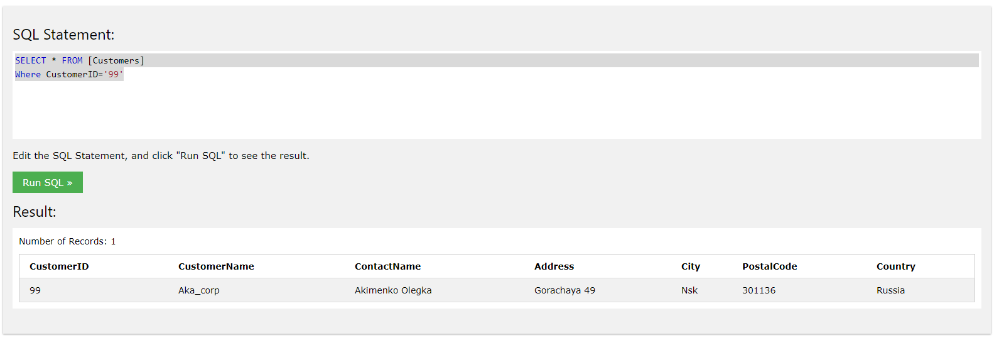 SQL Statement:
SELECT * FROM [Customers]
Where CustomerID='99'
Edit the SQL Statement, and click "Run SQL" to see the result.
Run SQL »
Result:
Number of Records: 1
CustomerID CustomerName ContactName Address City PostalCode Country
99 Aka_corp Akimenko Olegka Gorachaya 49 Nsk 301136 Russia